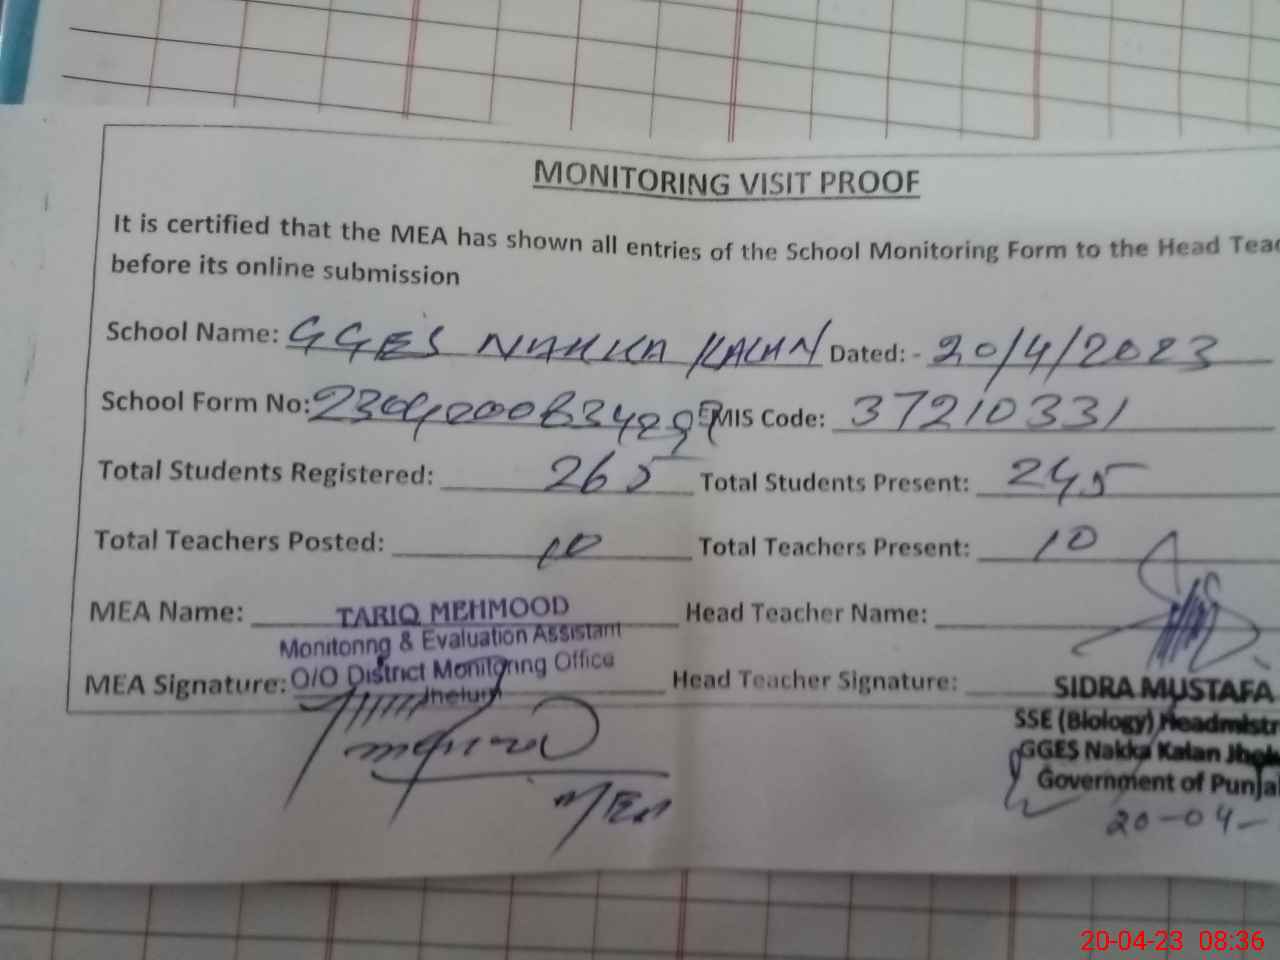 MONITORING VISIT PROOF
It is certified that the MEA has shown all entries of the School Monitoring Form to the Head Teac
before its online submission
School Name: GGES NAKKA KALAN Dated: - 20/4/2023
School Form No: EMIS Code: 37210331
Total Students Registered: 265 Total Students Present: 245
Total Teachers Posted: 10 Total Teachers Present: 10
MEA Name: TARIQ MEHMOOD Head Teacher Name:
Monitoring & Evaluation Assistant
MEA Signature: O/O District Monitoring Office Head Teacher Signature:
Jhelum
SIDRA MUSTAFA
SSE (Biology) Headmistr
GGES Nakka Kalan Jhel
Government of Punja
MEA
20-04-
20-04-23 08:36